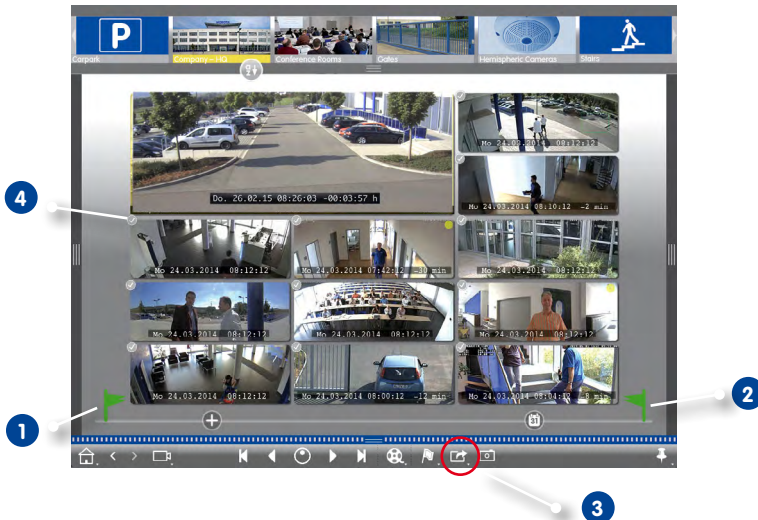 P
Carpark
Company – HQ
Conference Rooms
Gates
Hemispheric Cameras
Stairs
Mo 24.03.2014 08:12:12
Do. 26.02.15 08:26:03 -00:03:57 h
Mo 24.03.2014 08:10:12 -2 min
4
Mo 24.03.2014 08:12:12
Mo 24.03.2014 07:42:12 -30 min
Mo 24.03.2014 08:12:12
Mo 24.03.2014 08:12:12
Mo 24.03.2014 08:12:12
Mo 24.03.2014 08:12:12
Mo 24.03.2014 08:12:12
Mo 24.03.2014 08:00:12 -12 min
Mo 24.03.2014 08:04:12 -8 min
1
2
31
3